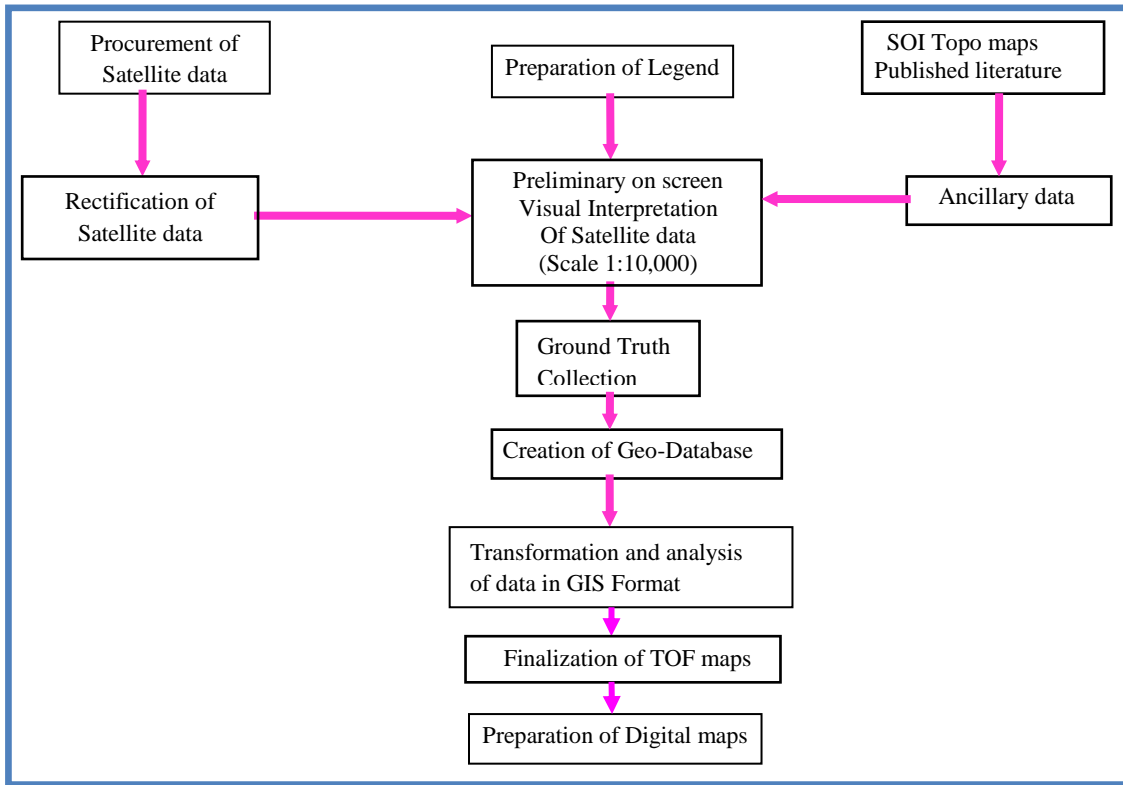 Procurement of
Satellite data
Preparation of Legend
SOI Topo maps
Published literature
Rectification of
Satellite data
Preliminary on screen
Visual Interpretation
Of Satellite data
(Scale 1:10,000)
Ancillary data
Ground Truth
Collection
Creation of Geo-Database
Transformation and analysis
of data in GIS Format
Finalization of TOF maps
Preparation of Digital maps